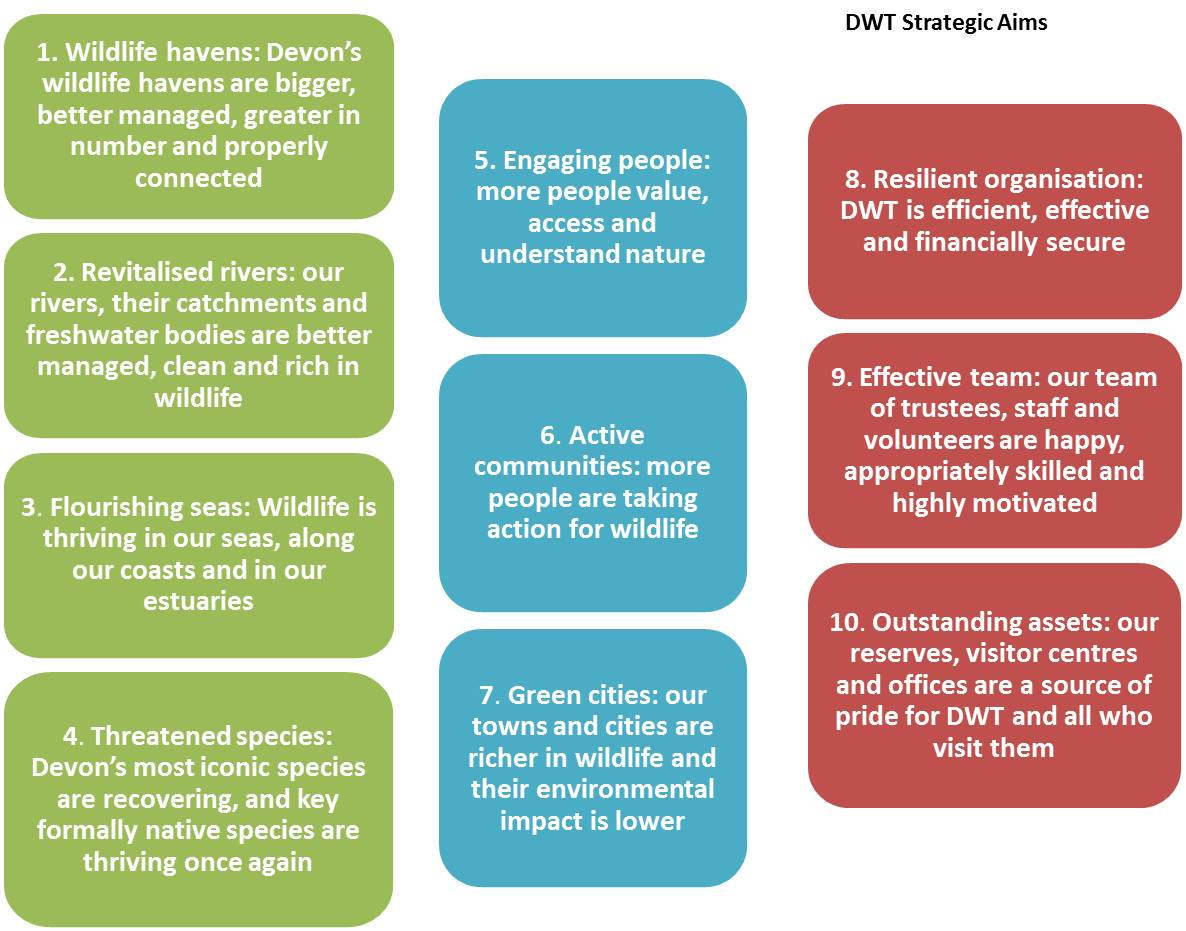 DWT Strategic Aims
1. Wildlife havens: Devon’s
wildlife havens are bigger,
better managed, greater in
number and properly
connected
2. Revitalised rivers: our
rivers, their catchments and
freshwater bodies are better
managed, clean and rich in
wildlife
3. Flourishing seas: Wildlife is
thriving in our seas, along
our coasts and in our
estuaries
4. Threatened species:
Devon’s most iconic species
are recovering, and key
formally native species are
thriving once again
5. Engaging people:
more people value,
access and
understand nature
6. Active
communities: more
people are taking
action for wildlife
7. Green cities: our
towns and cities are
richer in wildlife and
their environmental
impact is lower
8. Resilient organisation:
DWT is efficient, effective
and financially secure
9. Effective team: our team
of trustees, staff and
volunteers are happy,
appropriately skilled and
highly motivated
10. Outstanding assets: our
reserves, visitor centres
and offices are a source of
pride for DWT and all who
visit them